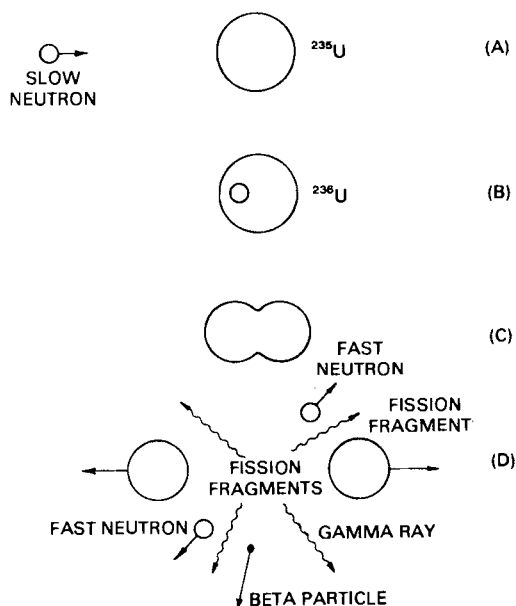 ²³⁵U
(A)
SLOW
NEUTRON
²³⁶U
(B)
(C)
FAST
NEUTRON
FISSION
FRAGMENT
(D)
FISSION
FRAGMENTS
FAST NEUTRON
GAMMA RAY
BETA PARTICLE